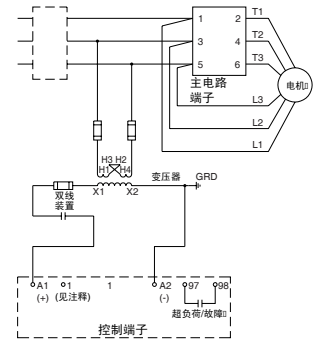 1 2 T1
3 4 T2
5 6 T3
主电路
端子
电机
L3
L2
L1
H3 H2
H1 H4
变压器 GRD
X1 X2
双线
装置
A1 1 1 A2 97 98
(+) (见注释) (-)
超负荷/故障
控制端子